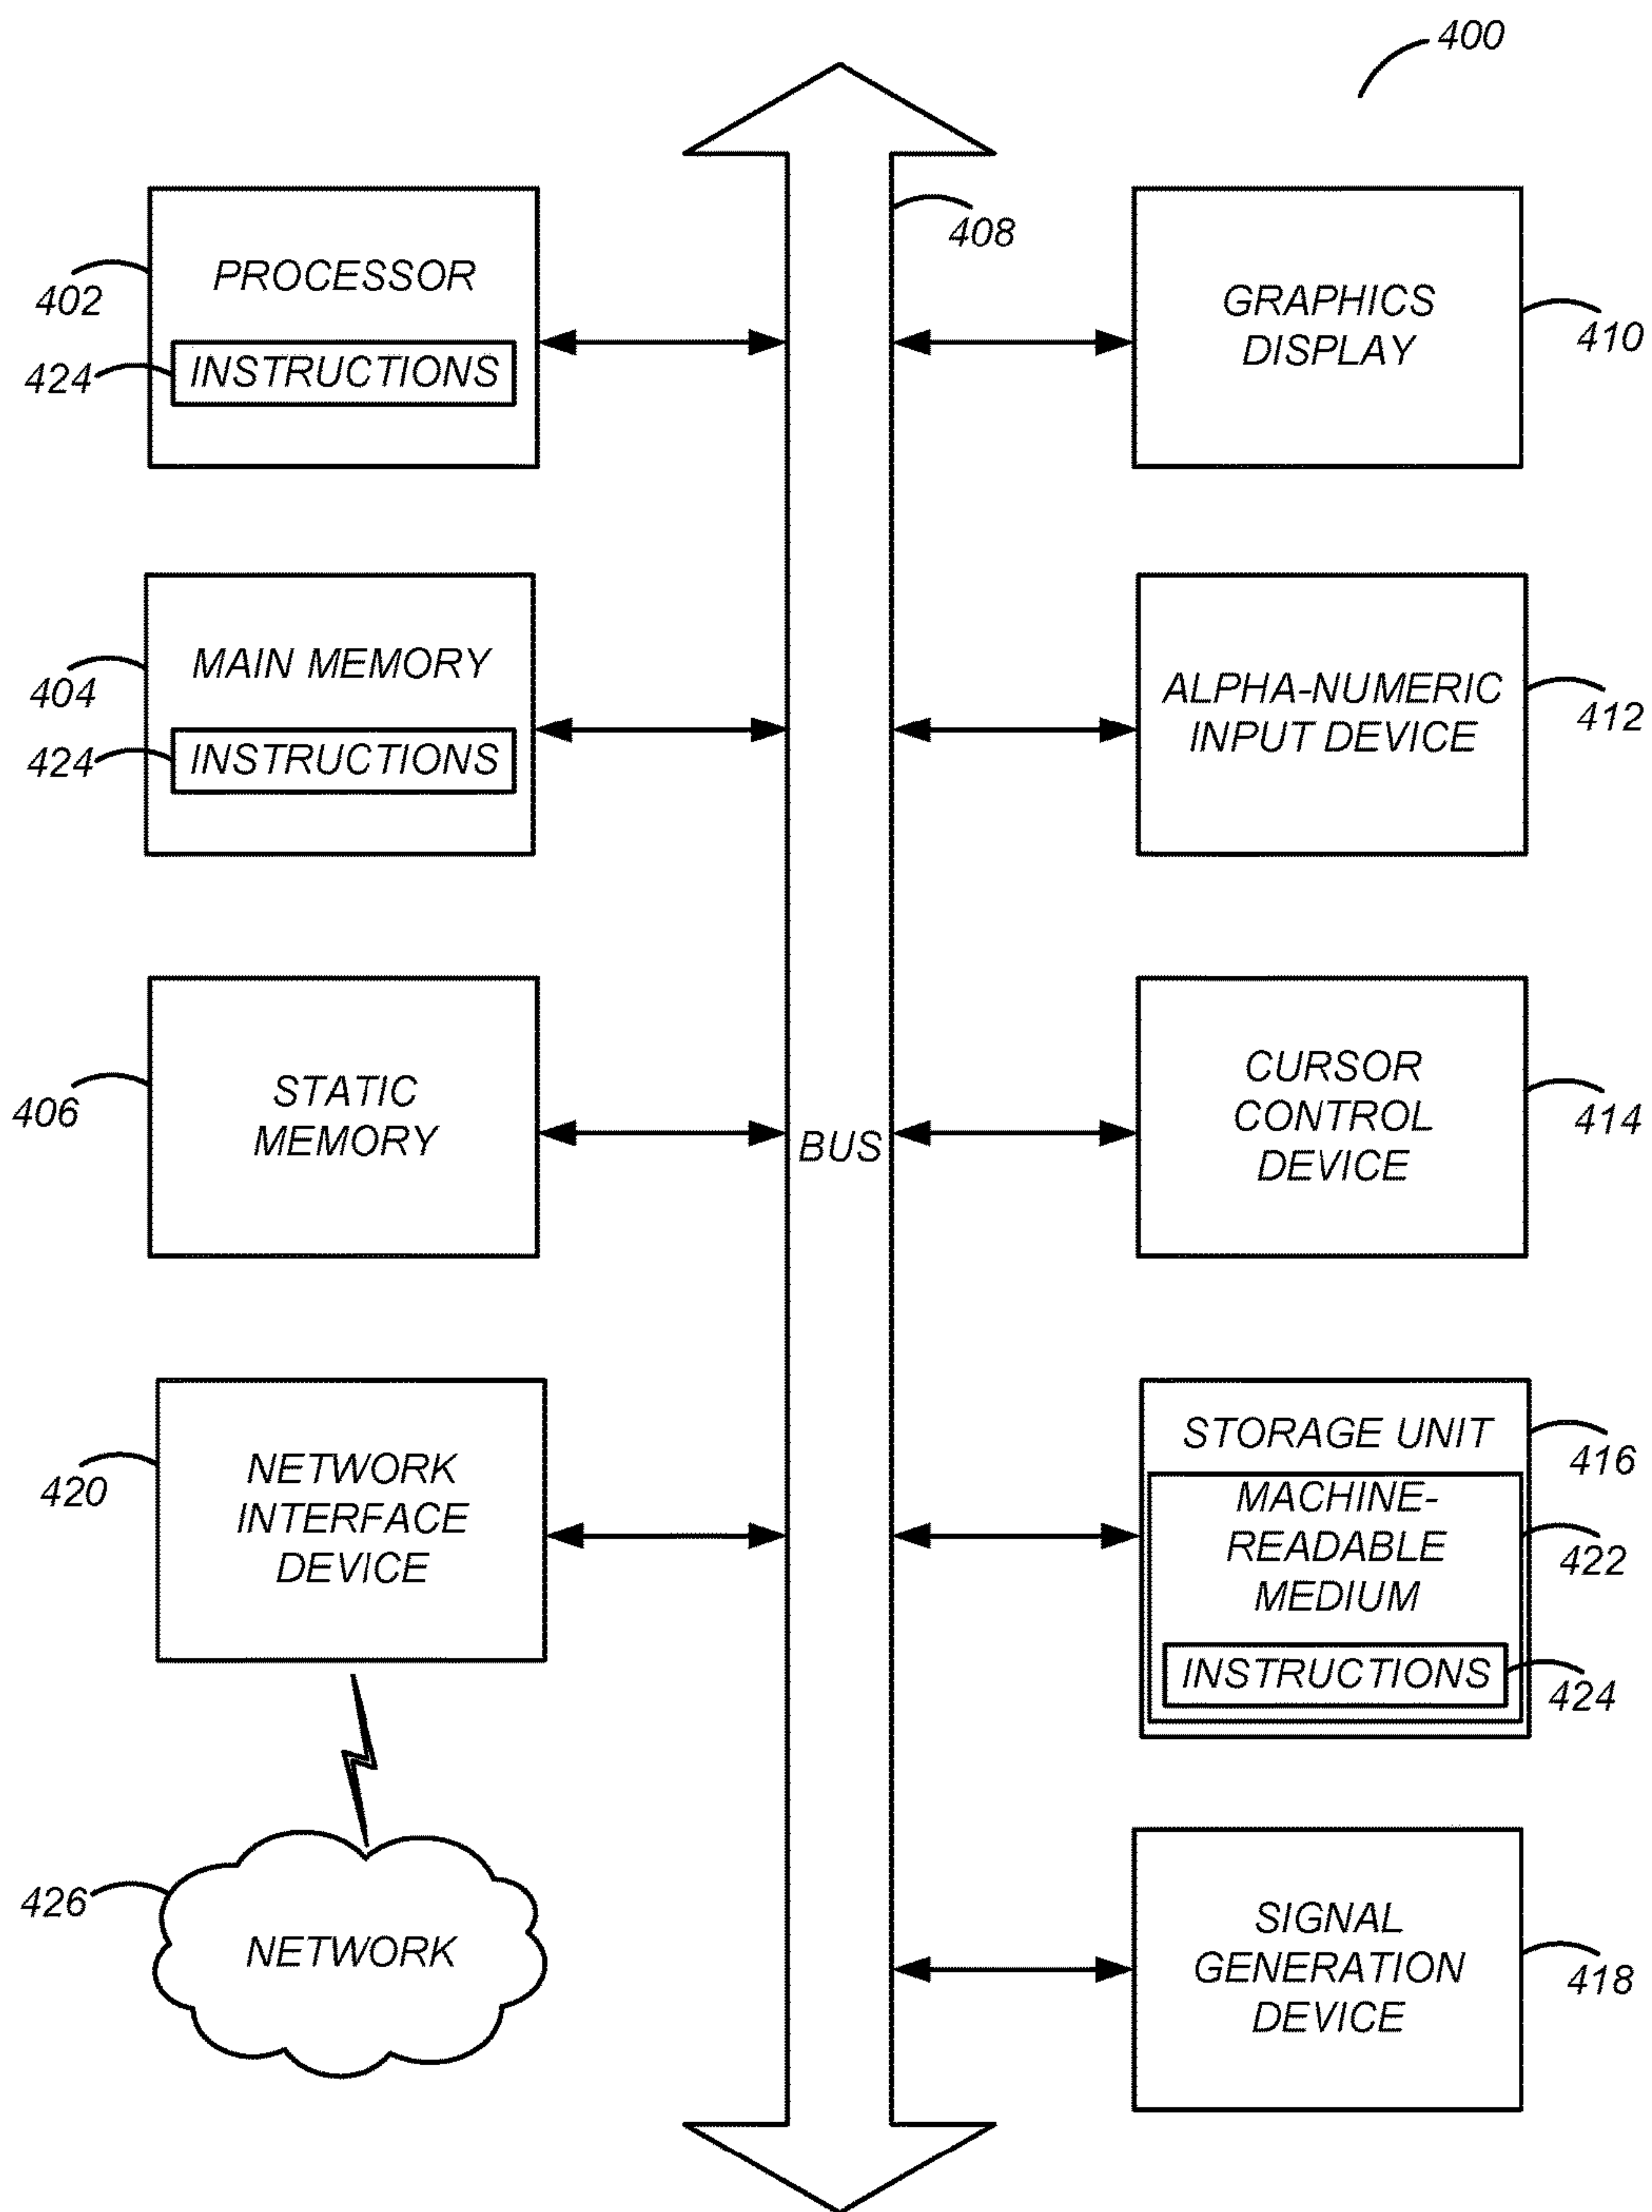 400
408
PROCESSOR
402
424
INSTRUCTIONS
GRAPHICS
DISPLAY
410
MAIN MEMORY
404
424
INSTRUCTIONS
ALPHA-NUMERIC
INPUT DEVICE
412
STATIC
MEMORY
406
BUS
CURSOR
CONTROL
DEVICE
414
NETWORK
INTERFACE
DEVICE
420
STORAGE UNIT
416
MACHINE-
READABLE
MEDIUM
422
INSTRUCTIONS
424
426
NETWORK
SIGNAL
GENERATION
DEVICE
418